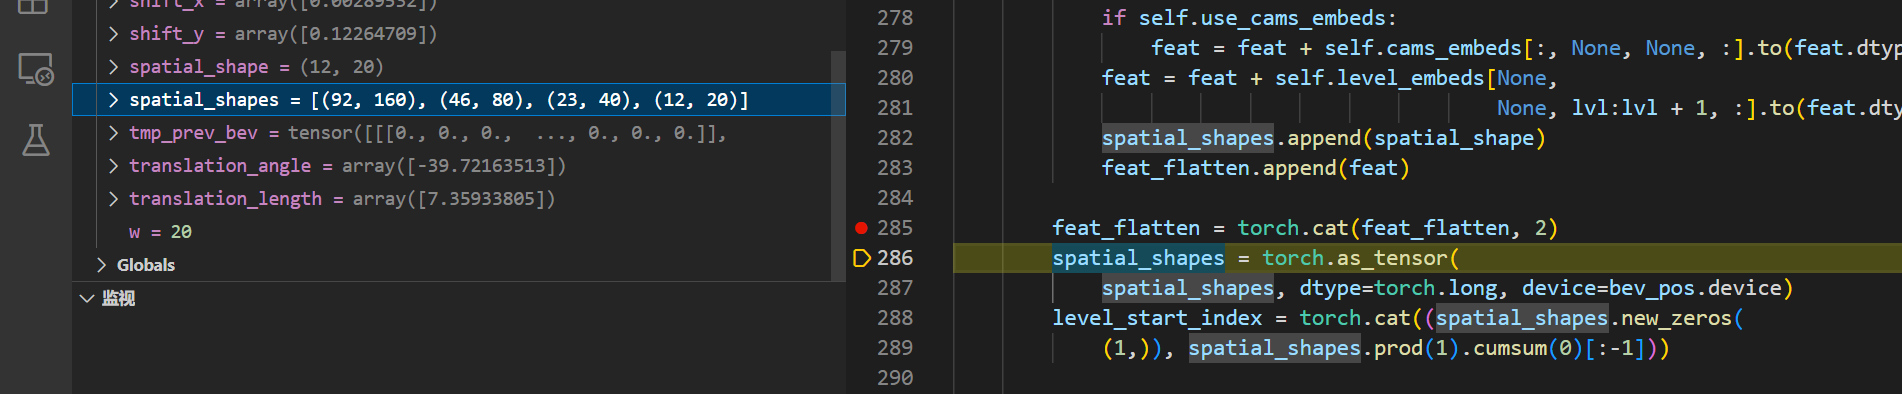 shift_x = array([0.00289532])
shift_y = array([0.12264709])
spatial_shape = (12, 20)
spatial_shapes = [(92, 160), (46, 80), (23, 40), (12, 20)]
tmp_prev_bev = tensor([[[0., 0., 0.,  ..., 0., 0., 0.]],
translation_angle = array([-39.72163513])
translation_length = array([7.35933805])
w = 20
Globals
监视
278 if self.use_cams_embeds:
279 feat = feat + self.cams_embeds[:, None, None, :].to(feat.dtyp
280 feat = feat + self.level_embeds[None,
281 None, lvl:lvl + 1, :].to(feat.dty
282 spatial_shapes.append(spatial_shape)
283 feat_flatten.append(feat)
284
285 feat_flatten = torch.cat(feat_flatten, 2)
286 spatial_shapes = torch.as_tensor(
287 spatial_shapes, dtype=torch.long, device=bev_pos.device)
288 level_start_index = torch.cat((spatial_shapes.new_zeros(
289 (1,)), spatial_shapes.prod(1).cumsum(0)[:-1]))
290